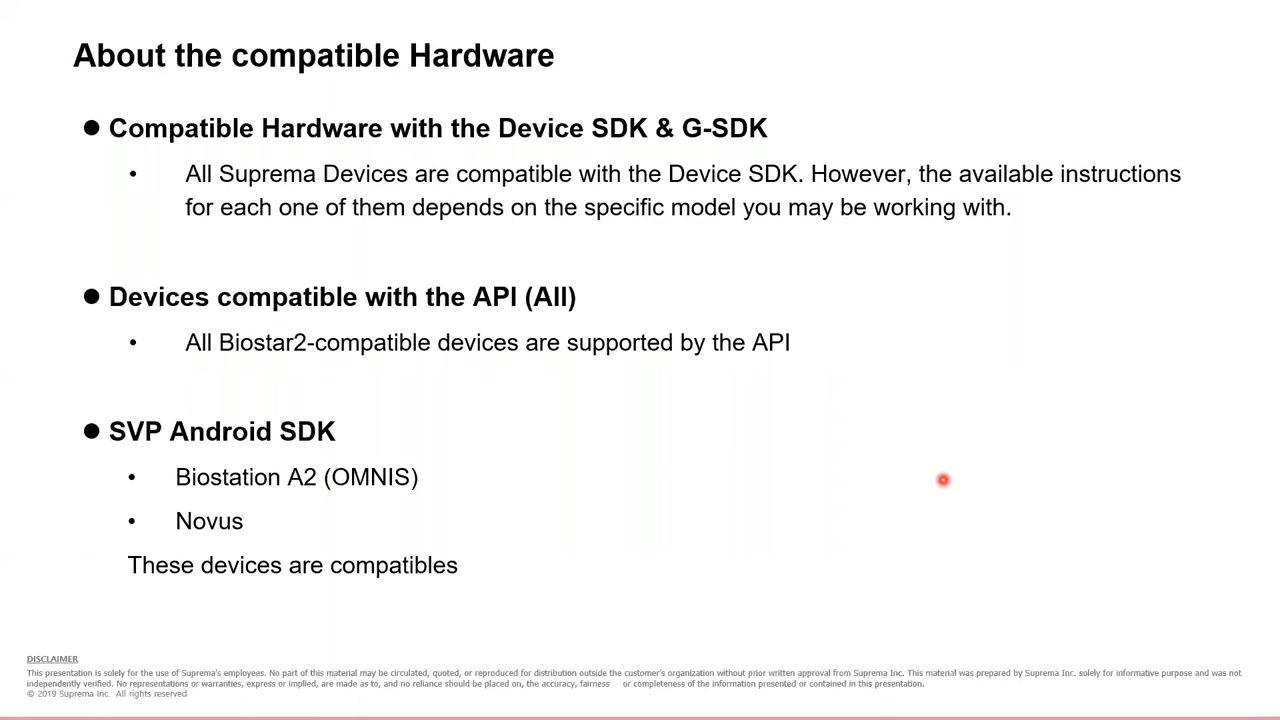 About the compatible Hardware
● Compatible Hardware with the Device SDK & G-SDK
• All Suprema Devices are compatible with the Device SDK. However, the available instructions
for each one of them depends on the specific model you may be working with.
● Devices compatible with the API (All)
• All Biostar2-compatible devices are supported by the API
● SVP Android SDK
• Biostation A2 (OMNIS)
• Novus
These devices are compatibles
DISCLAIMER
This presentation is solely for the use of Suprema's employees. No part of this material may be circulated, quoted, or reproduced for distribution outside the customer's organization without prior written approval from Suprema Inc. This material was prepared by Suprema Inc. solely for informative purpose and was not
independently verified. No representations or warranties, express or implied, are made as to, and no reliance should be placed on, the accuracy, fairness or completeness of the information presented or contained in this presentation.
© 2019 Suprema Inc. All rights reserved